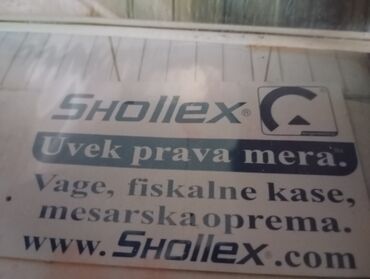 SHOllEX®
Uvek prava mera.
Vage, fiskalne kase,
mesarska oprema.
www.SHOllEX®.com